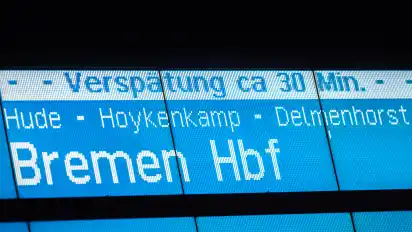 - - Verspätung ca 30 Min. - -
Hude - Hoykenkamp - Delmenhorst
Bremen Hbf